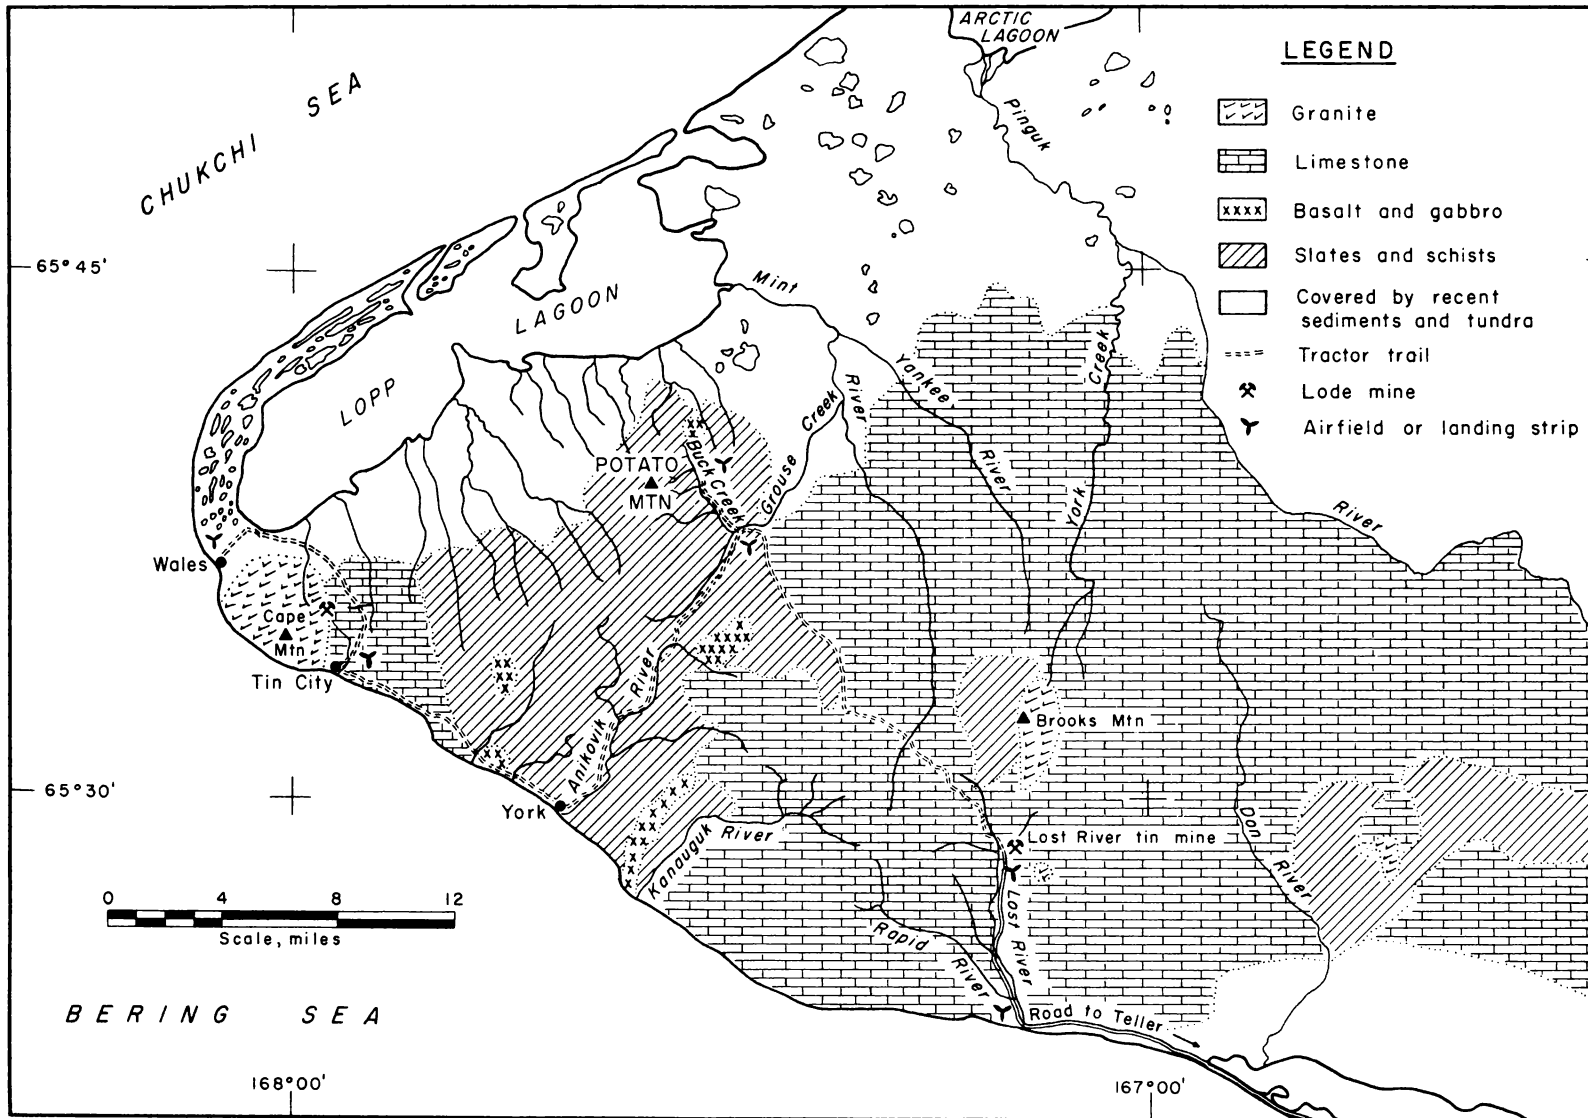 ARCTIC
LAGOON
CHUKCHI SEA
Pinguk
River
LEGEND
Granite
Limestone
Basalt and gabbro
Slates and schists
Covered by recent
sediments and tundra
Tractor trail
Lode mine
Airfield or landing strip
65° 45'
LOPP
LAGOON
Mint
River
Yankee
River
York
Creek
Grouse
Creek
Buck Creek
POTATO
MTN
Wales
Cape
Mtn
Tin City
Anikovik
River
Brooks Mtn
65° 30'
York
Kanauguk
River
Lost River tin mine
Don
River
Lost River
Rapid
River
0 4 8 12
Scale, miles
BERING SEA
Road to Teller
168°00'
167°00'